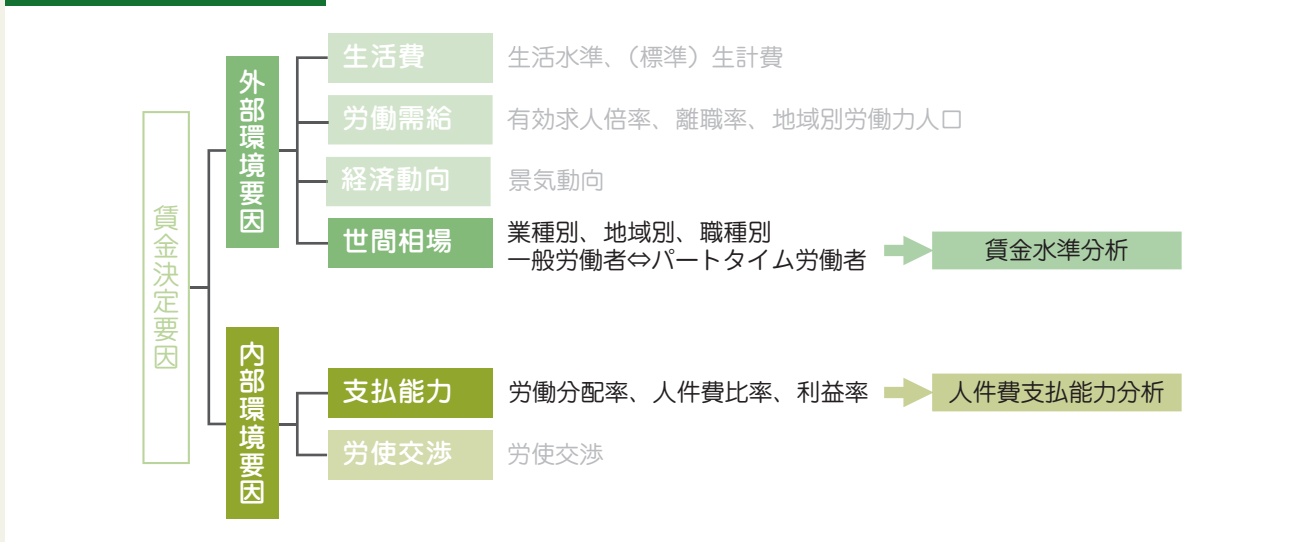 賃金決定要因
外部環境要因
生活費
生活水準、（標準）生計費
労働需給
有効求人倍率、離職率、地域別労働力人口
経済動向
景気動向
世間相場
業種別、地域別、職種別
一般労働者⇔パートタイム労働者
賃金水準分析
内部環境要因
支払能力
労働分配率、人件費比率、利益率
人件費支払能力分析
労使交渉
労使交渉